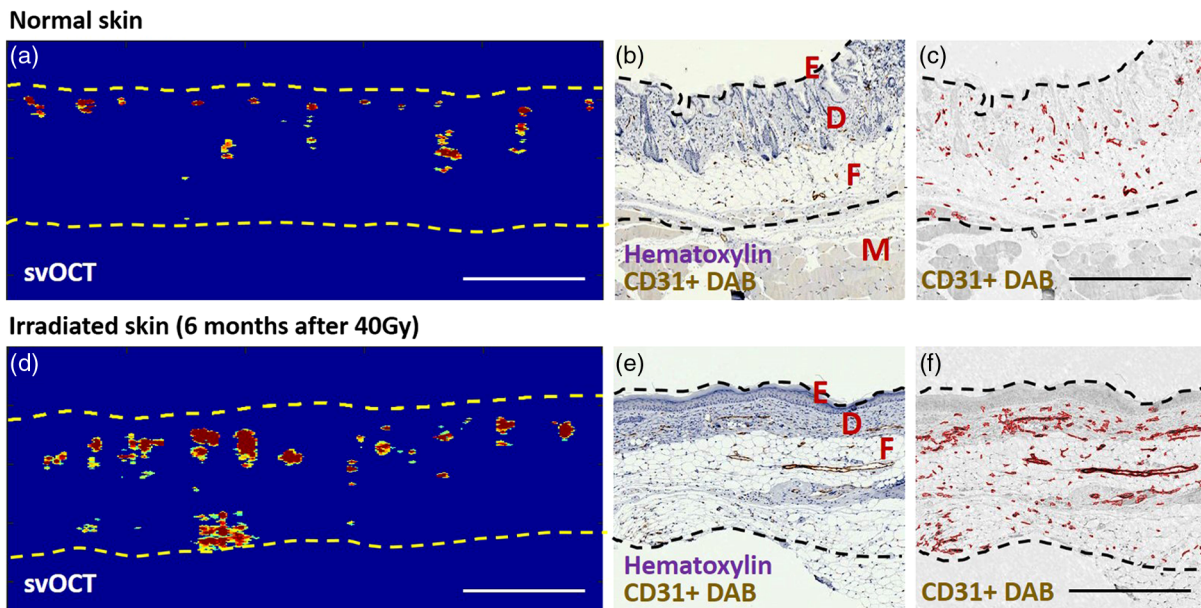 Normal skin
(a)
svOCT
(b)
E
D
F
M
Hematoxylin
CD31+ DAB
(c)
CD31+ DAB
Irradiated skin (6 months after 40Gy)
(d)
svOCT
(e)
E
D
F
Hematoxylin
CD31+ DAB
(f)
CD31+ DAB